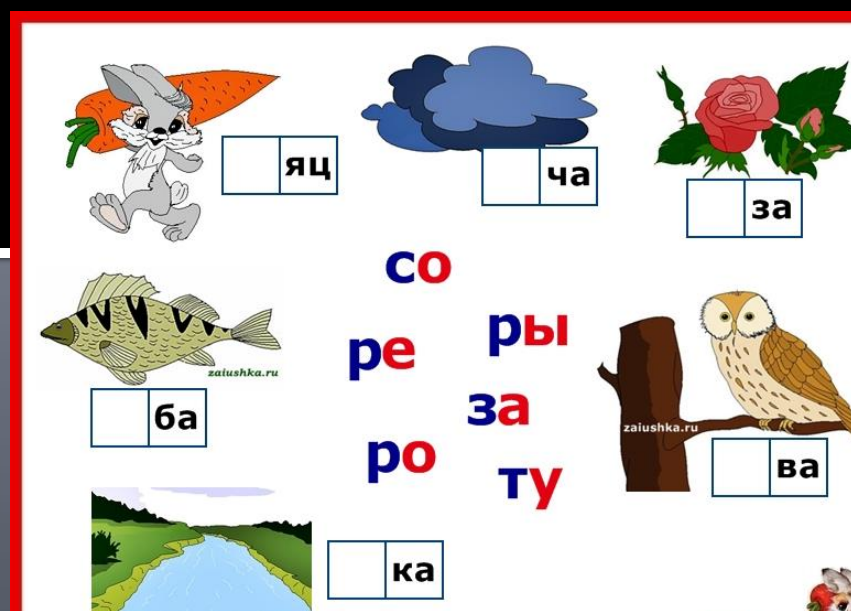 яц
ча
за
со
ры
ре
zaiushka.ru
ба
за
zaiushka.ru
ро
ва
ту
ка